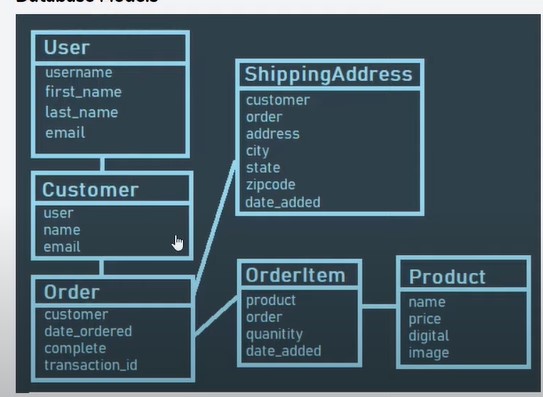 Database Models
User
username
first_name
last_name
email
Customer
user
name
email
Order
customer
date_ordered
complete
transaction_id
ShippingAddress
customer
order
address
city
state
zipcode
date_added
OrderItem
product
order
quanitity
date_added
Product
name
price
digital
image